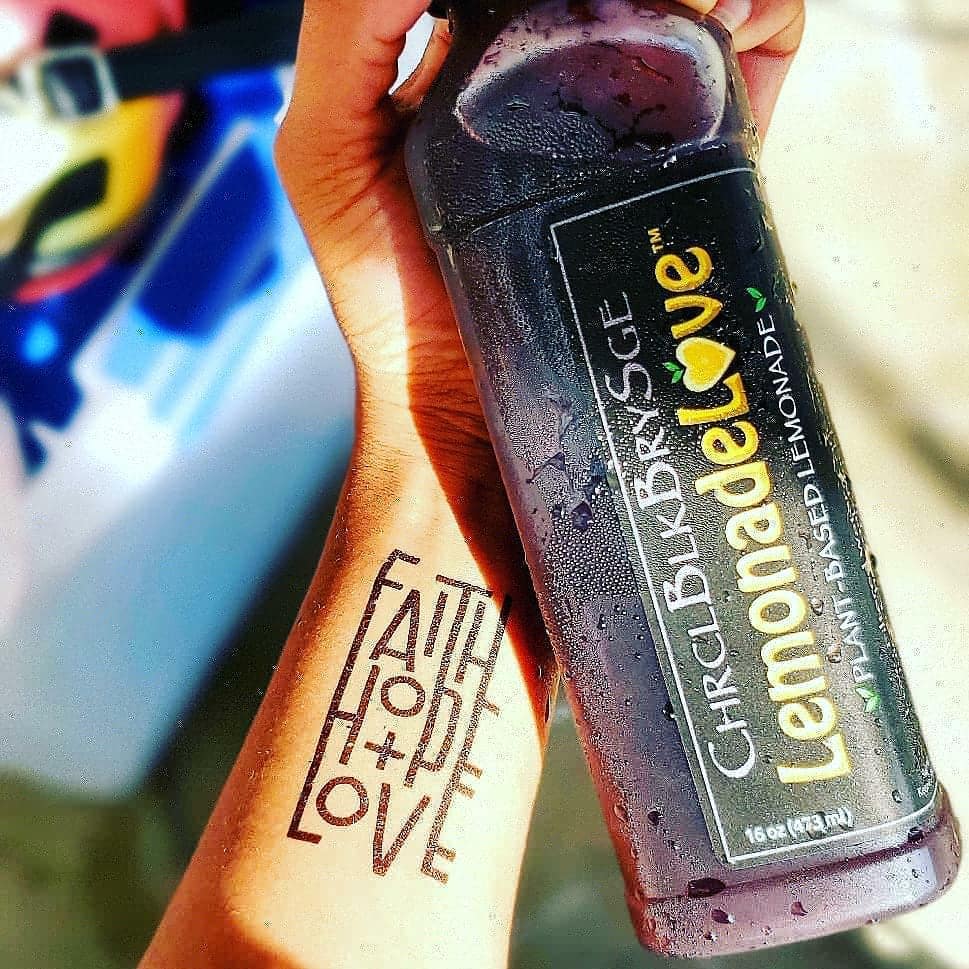 CHRCLBLKBRYSGE
LemonadeLove™
PLANT BASED LEMONADE
16 oz (473 ml)
FAITH
HOPE
+
LOVE